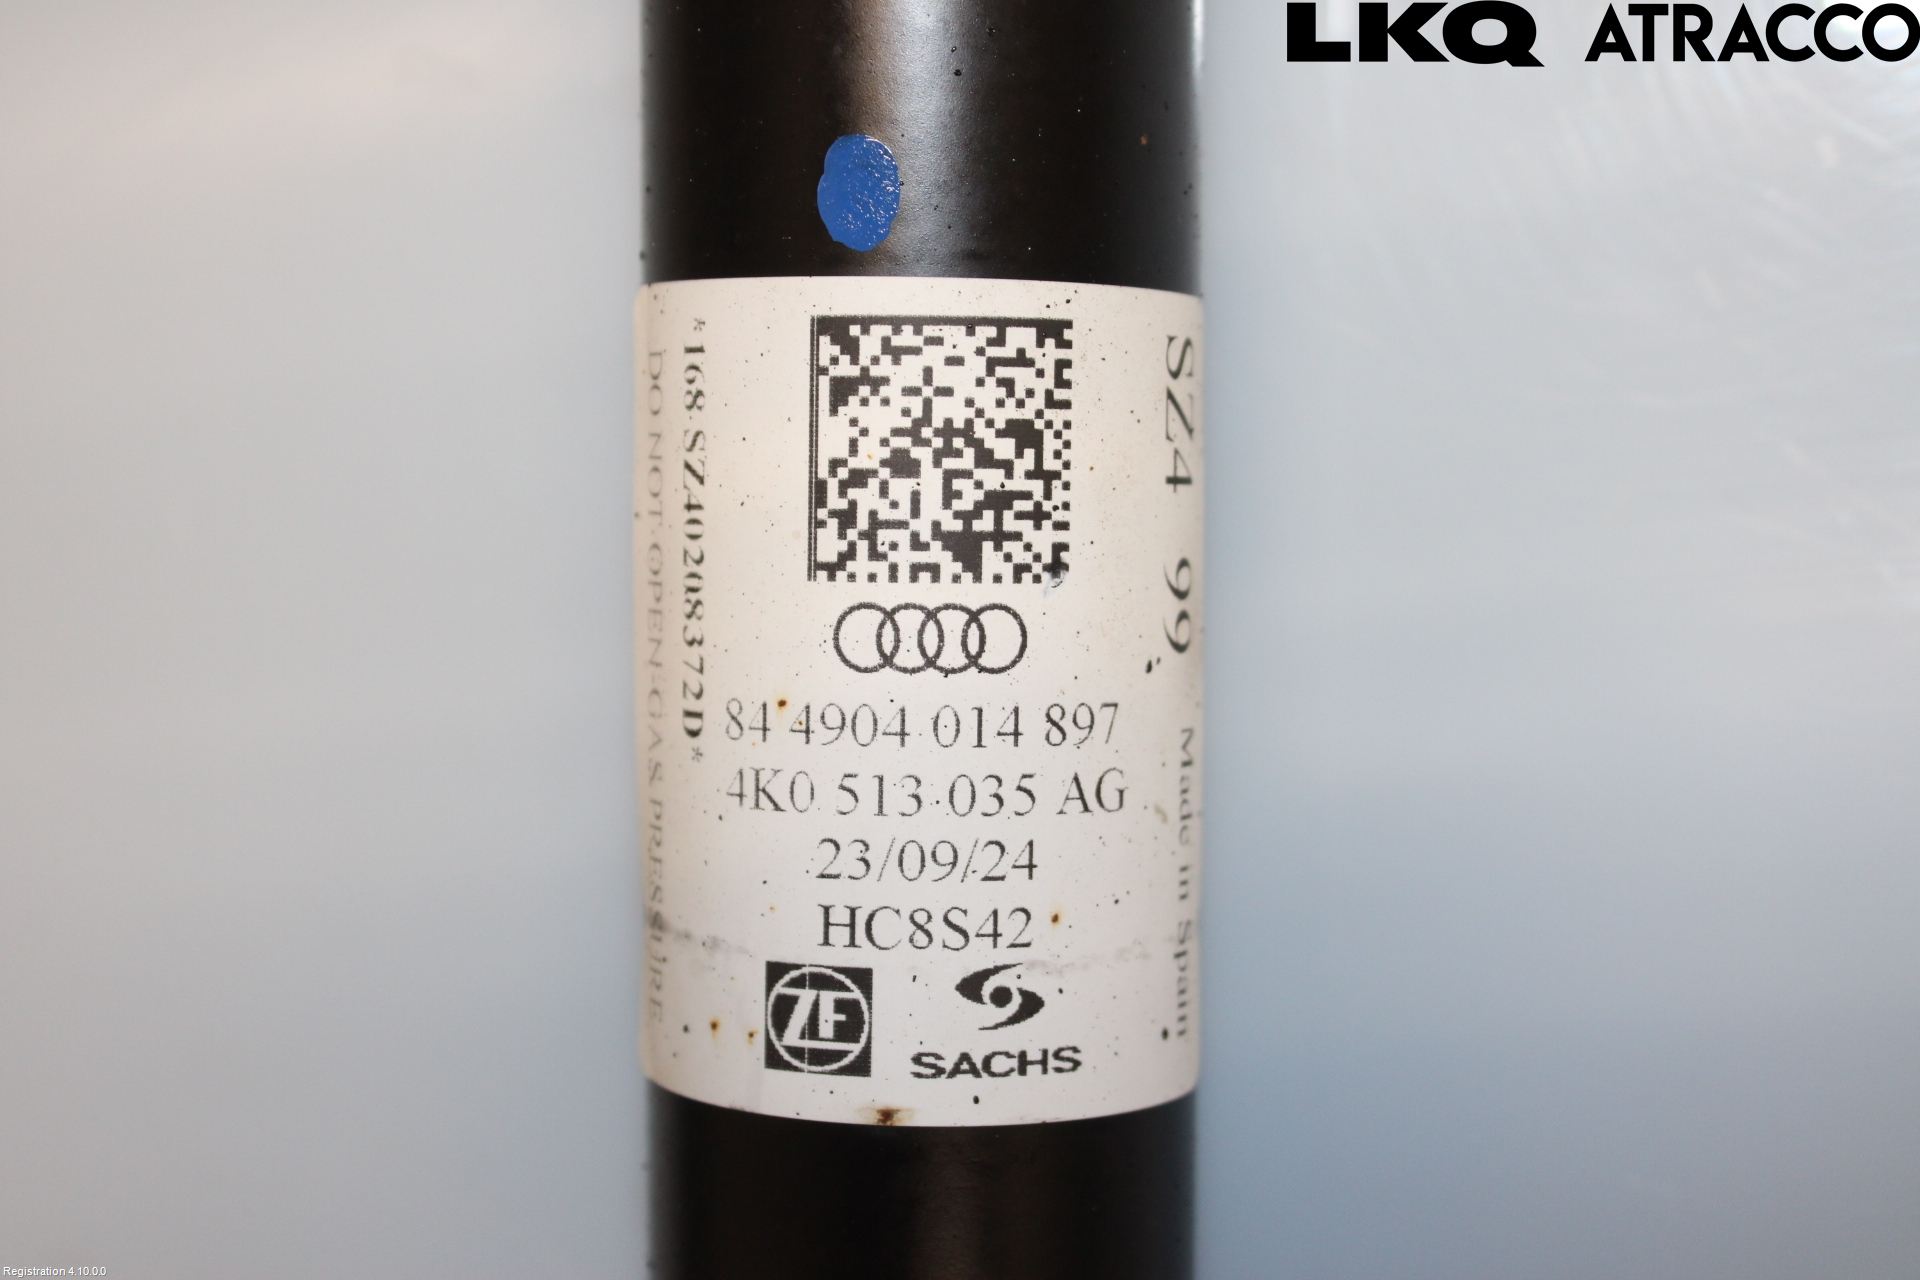 LKQ ATRACCO
*168 SZ40208372D*
DO NOT OPEN-GAS PRESSURE
84 4904 014 897
4K0 513 035 AG
23/09/24
HC8S42
ZF
SACHS
SZ4 99
Made in Spain
Registration 4.10.0.0